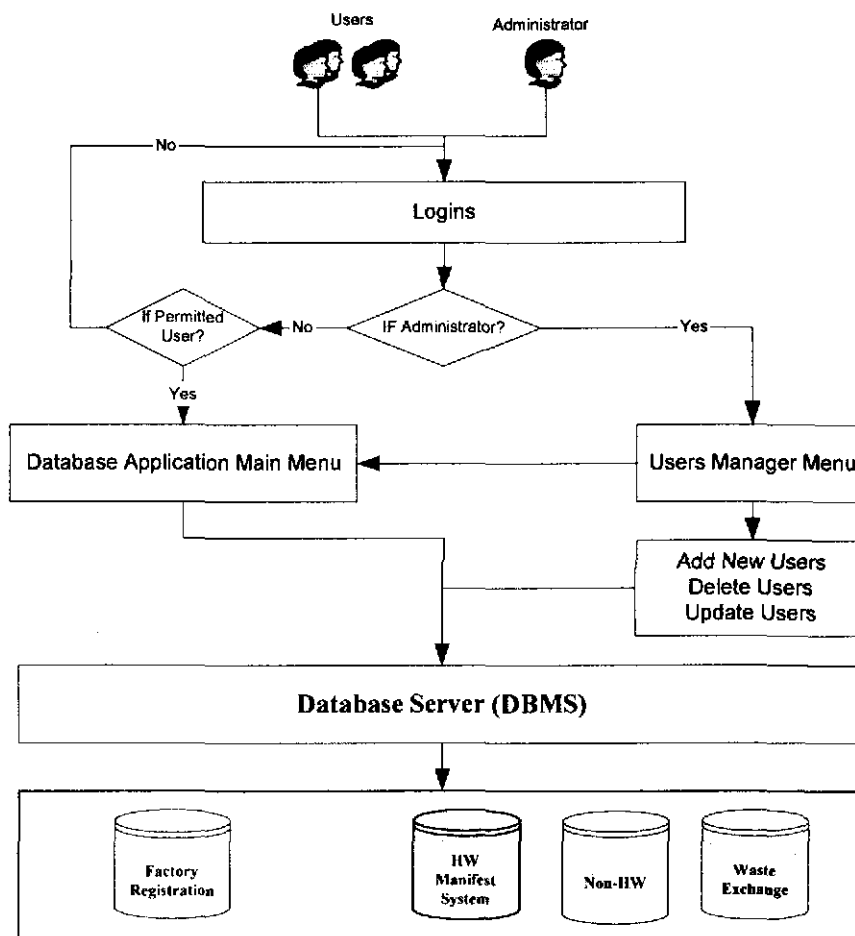 Users
Administrator
No
Logins
If Permitted
User?
No
IF Administrator?
Yes
Yes
Database Application Main Menu
Users Manager Menu
Add New Users
Delete Users
Update Users
Database Server (DBMS)
Factory
Registration
HW
Manifest
System
Non-HW
Waste
Exchange